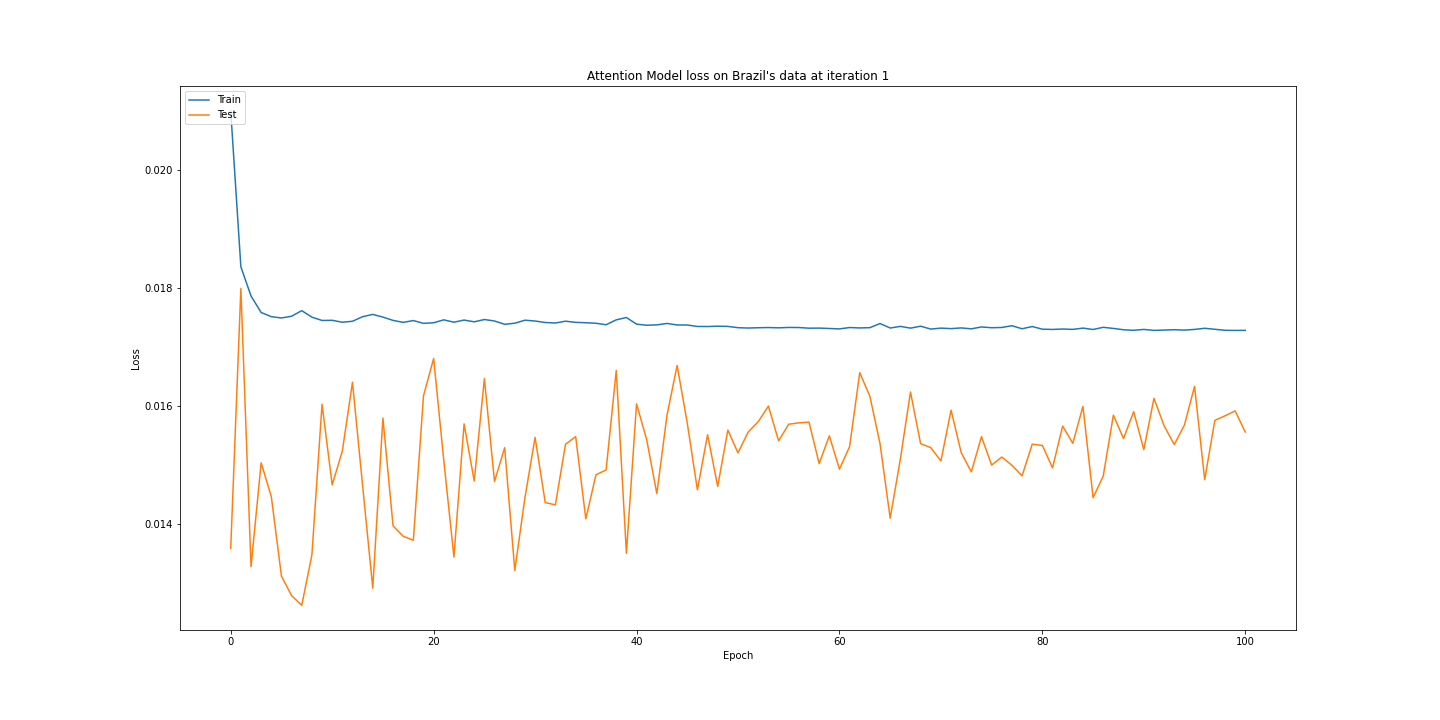 Attention Model loss on Brazil's data at iteration 1
Train
Test
0.020
0.018
0.016
0.014
Loss
0 20 40 60 80 100
Epoch